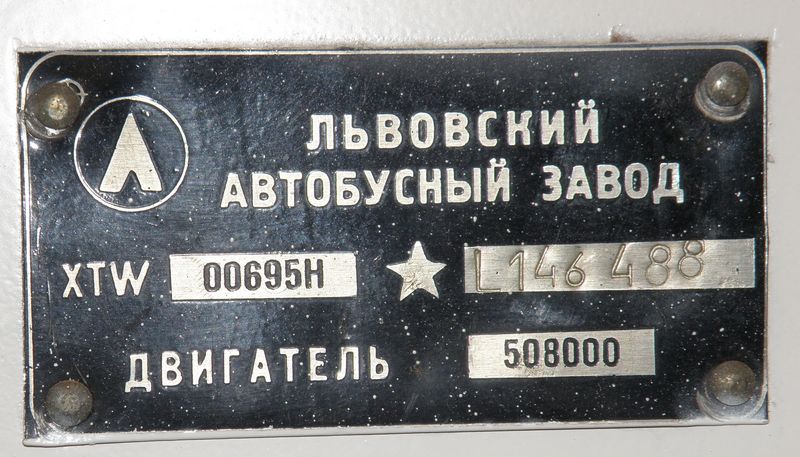 ЛЬВОВСКИЙ
АВТОБУСНЫЙ ЗАВОД
XTW 00695H ★ L146 488
ДВИГАТЕЛЬ 508000